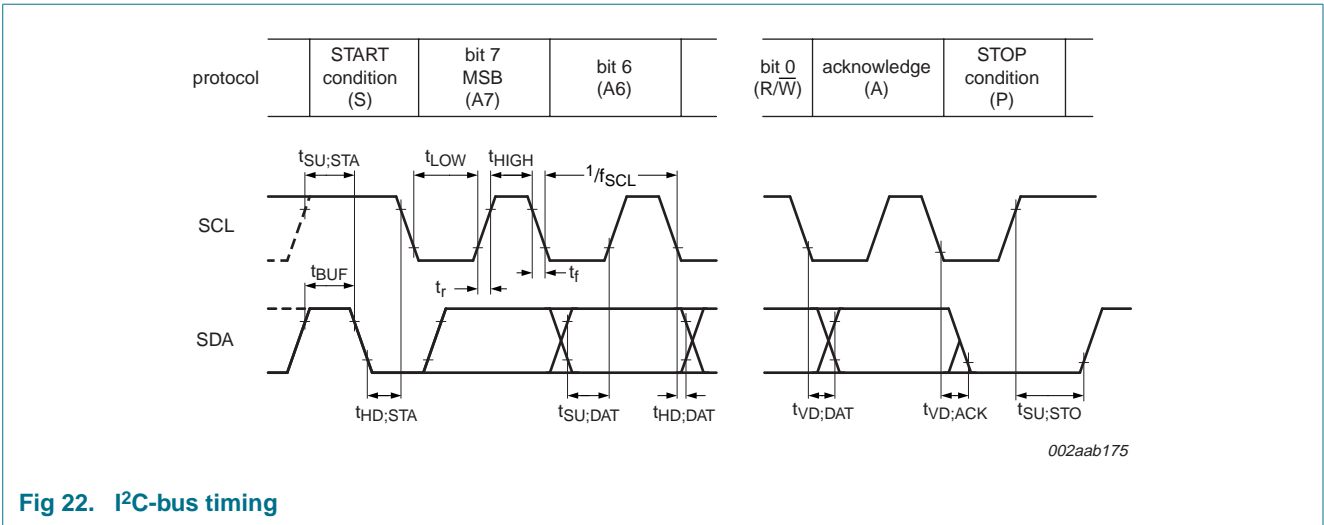 protocol
START
condition
(S)
bit 7
MSB
(A7)
bit 6
(A6)
bit 0
(R/W̅)
acknowledge
(A)
STOP
condition
(P)
tSU;STA
tLOW
tHIGH
1/fSCL
SCL
tBUF
tr
tf
SDA
tHD;STA
tSU;DAT
tHD;DAT
tVD;DAT
tVD;ACK
tSU;STO
002aab175
Fig 22. I²C-bus timing